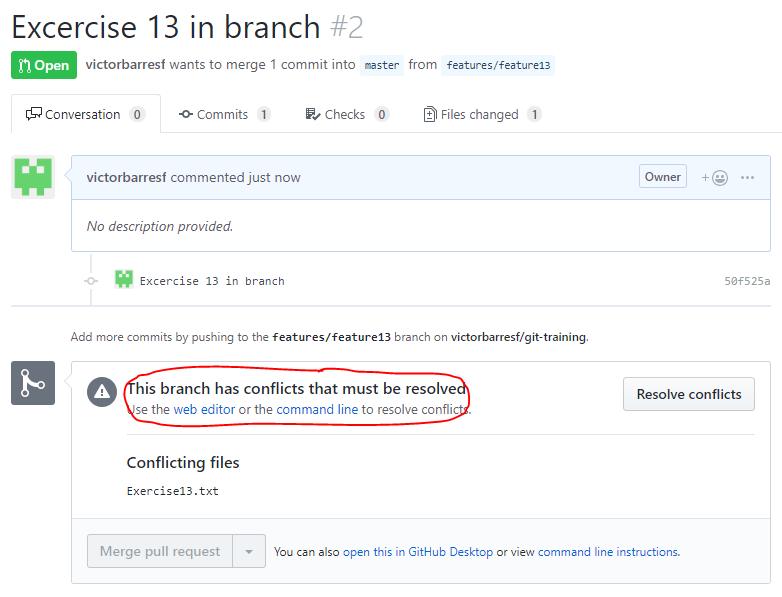 Excercise 13 in branch #2
Open victorbarresf wants to merge 1 commit into master from features/feature13
Conversation 0 Commits 1 Checks 0 Files changed 1
victorbarresf commented just now Owner + ...
No description provided.
Excercise 13 in branch 50f525a
Add more commits by pushing to the features/feature13 branch on victorbarresf/git-training.
This branch has conflicts that must be resolved
Use the web editor or the command line to resolve conflicts.
Resolve conflicts
Conflicting files
Exercise13.txt
Merge pull request You can also open this in GitHub Desktop or view command line instructions.